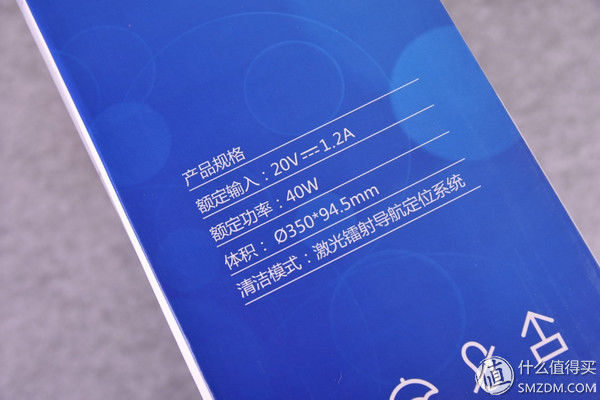 产品规格
额定输入：20V⎓1.2A
额定功率：40W
体积：Ø350*94.5mm
清洁模式：激光镭射导航定位系统
值 什么值得买
SMZDM.COM